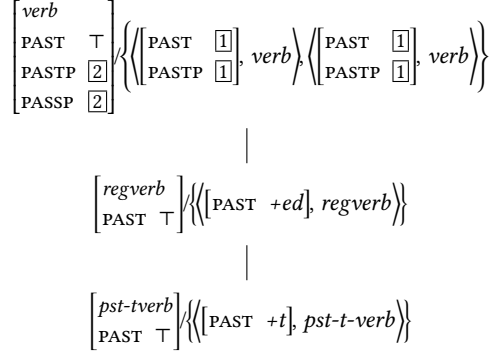 [verb PAST ⊤ PASTP [2] PASSP [2]]/{⟨[PAST [1] PASTP [1]], verb⟩, ⟨[PAST [1] PASTP [1]], verb⟩}
[regverb PAST ⊤]/{⟨[PAST +ed], regverb⟩}
[pst-tverb PAST ⊤]/{⟨[PAST +t], pst-t-verb⟩}